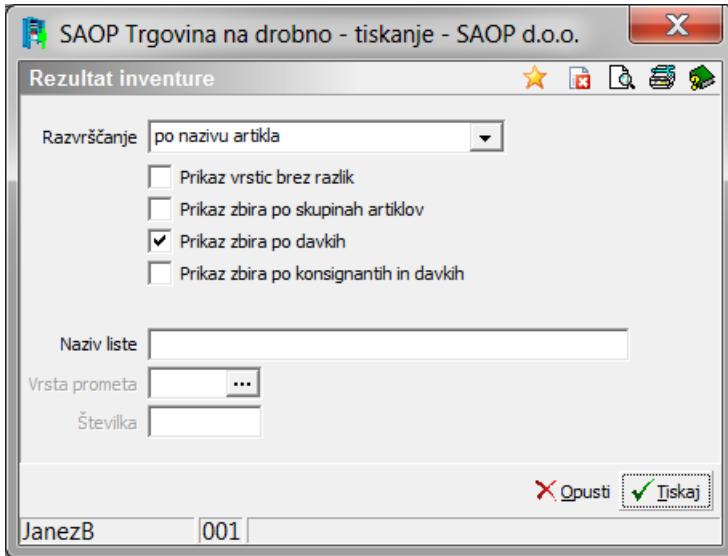 SAOP Trgovina na drobno - tiskanje - SAOP d.o.o.
Rezultat inventure
Razvrščanje po nazivu artikla
Prikaz vrstic brez razlik
Prikaz zbira po skupinah artiklov
Prikaz zbira po davkih
Prikaz zbira po konsignantih in davkih
Naziv liste
Vrsta prometa ...
Številka
Opusti Tiskaj
JanezB 001